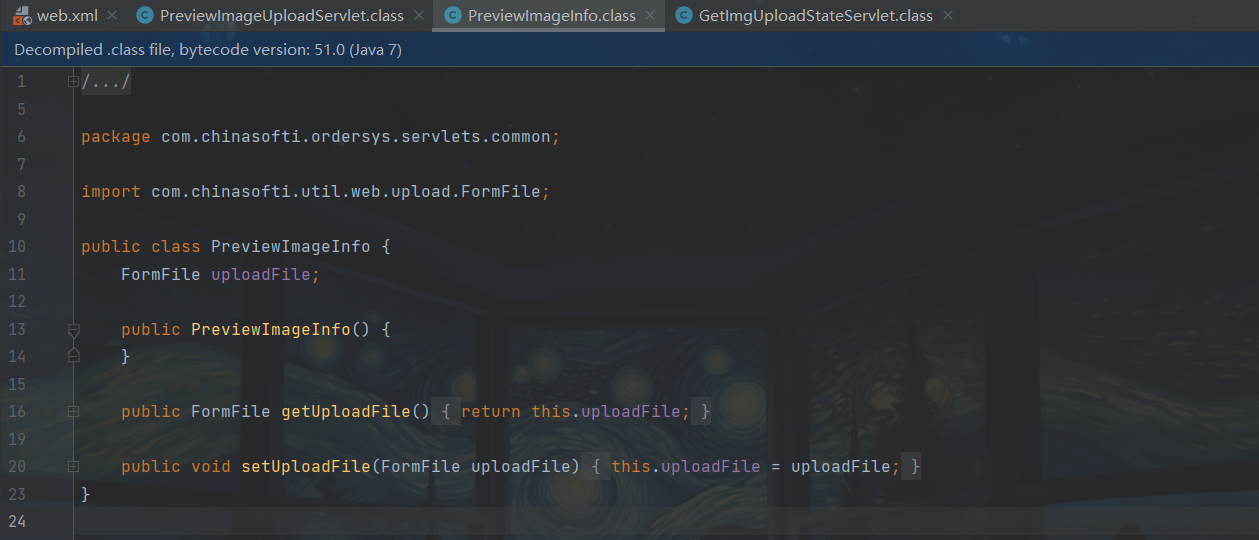 web.xml PreviewImageUploadServlet.class PreviewImageInfo.class GetImgUploadStateServlet.class
Decompiled .class file, bytecode version: 51.0 (Java 7)
1 /.../
5
6 package com.chinasofti.ordersys.servlets.common;
7
8 import com.chinasofti.util.web.upload.FormFile;
9
10 public class PreviewImageInfo {
11 FormFile uploadFile;
12
13 public PreviewImageInfo() {
14 }
15
16 public FormFile getUploadFile() { return this.uploadFile; }
19
20 public void setUploadFile(FormFile uploadFile) { this.uploadFile = uploadFile; }
23 }
24